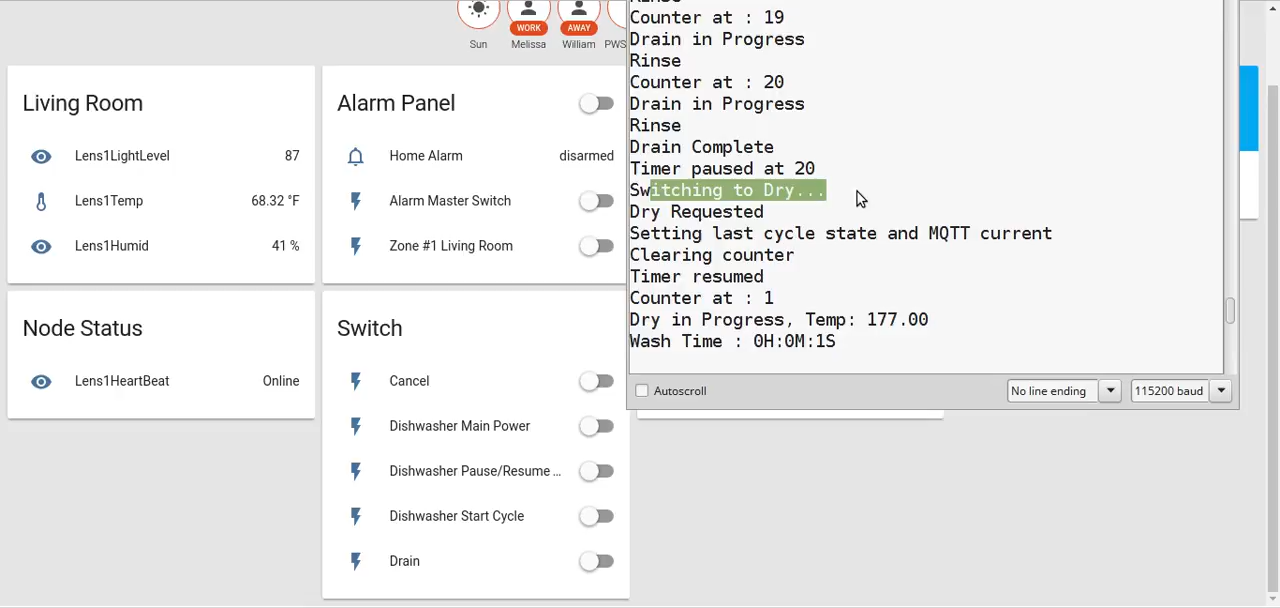 WORK
AWAY
Sun
Melissa
William
PWS
Living Room
Lens1LightLevel
87
Lens1Temp
68.32 °F
Lens1Humid
41 %
Node Status
Lens1HeartBeat
Online
Alarm Panel
Home Alarm
disarmed
Alarm Master Switch
Zone #1 Living Room
Switch
Cancel
Dishwasher Main Power
Dishwasher Pause/Resume ...
Dishwasher Start Cycle
Drain
Rinse
Counter at : 19
Drain in Progress
Rinse
Counter at : 20
Drain in Progress
Rinse
Drain Complete
Timer paused at 20
Switching to Dry...
Dry Requested
Setting last cycle state and MQTT current
Clearing counter
Timer resumed
Counter at : 1
Dry in Progress, Temp: 177.00
Wash Time : 0H:0M:1S
Autoscroll
No line ending
115200 baud